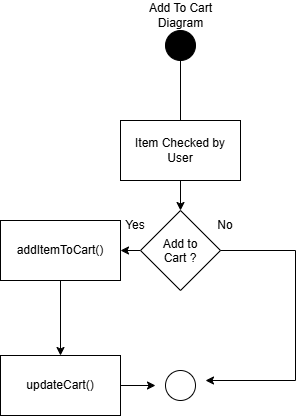 Add To Cart
Diagram
Item Checked by
User
Yes
No
Add to
Cart ?
addItemToCart()
updateCart()